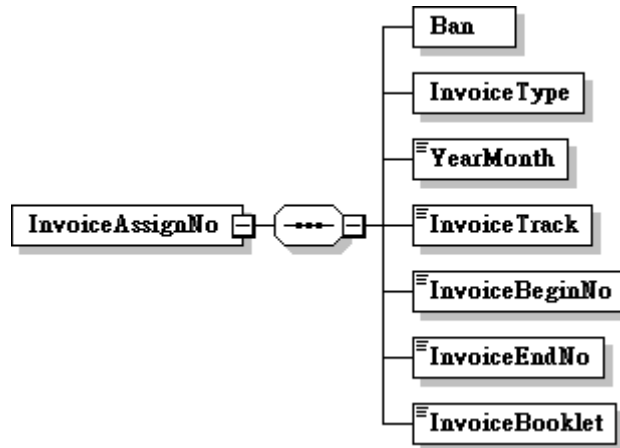 Ban
InvoiceType
YearMonth
InvoiceAssignNo
InvoiceTrack
InvoiceBeginNo
InvoiceEndNo
InvoiceBooklet